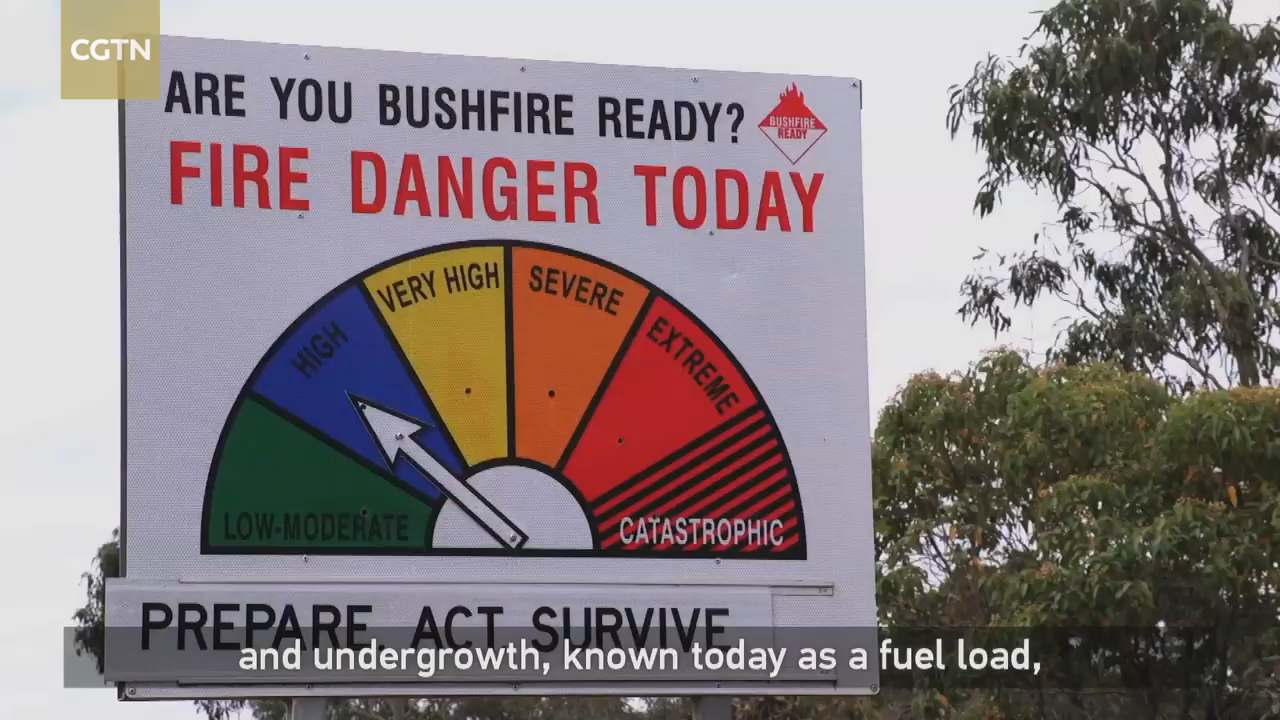 CGTN
ARE YOU BUSHFIRE READY?
BUSHFIRE
READY
FIRE DANGER TODAY
LOW-MODERATE
HIGH
VERY HIGH
SEVERE
EXTREME
CATASTROPHIC
PREPARE. ACT. SURVIVE.
and undergrowth, known today as a fuel load,